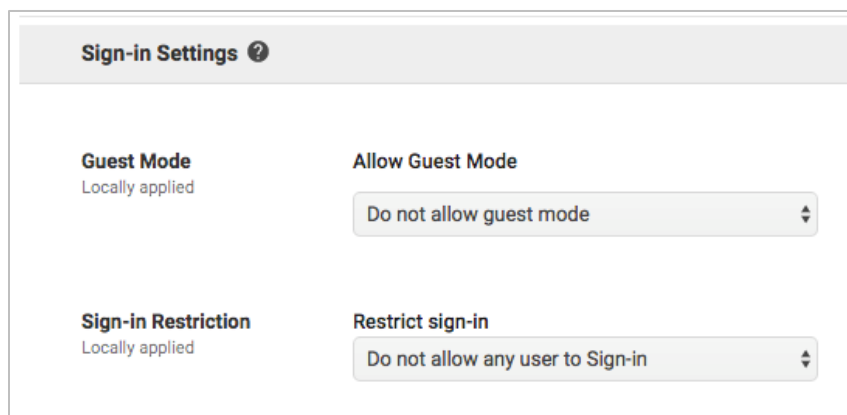 Sign-in Settings
Guest Mode
Locally applied
Allow Guest Mode
Do not allow guest mode
Sign-in Restriction
Locally applied
Restrict sign-in
Do not allow any user to Sign-in